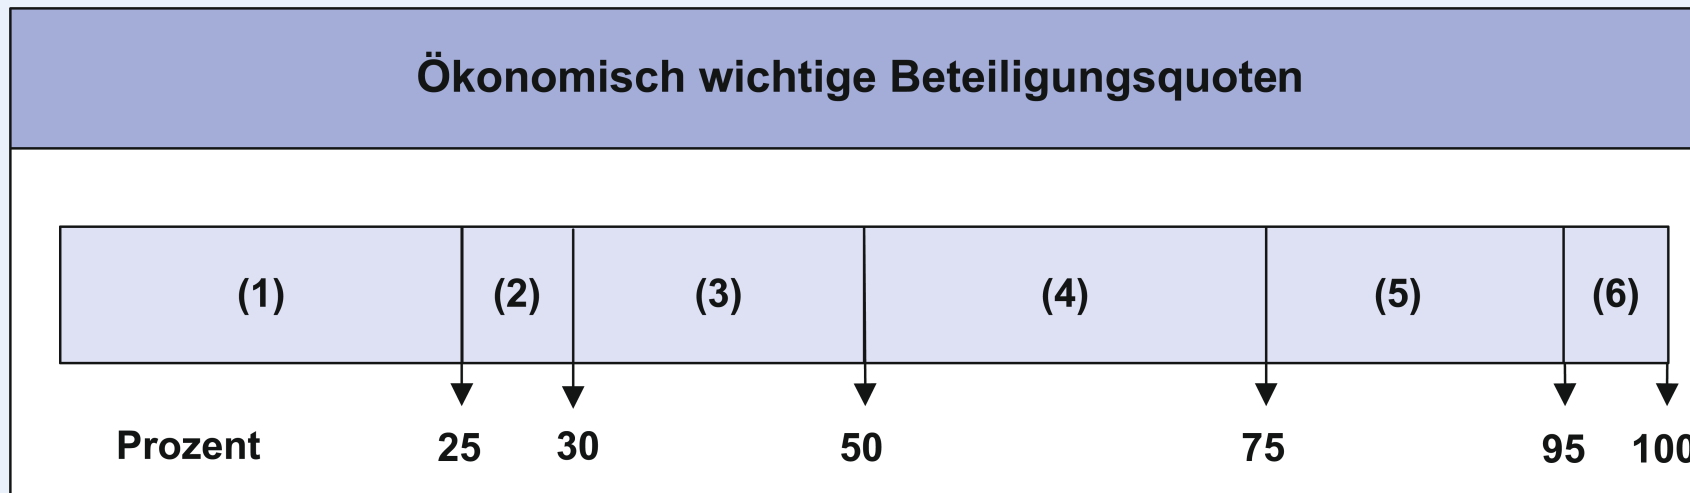 Ökonomisch wichtige Beteiligungsquoten
(1) (2) (3) (4) (5) (6)
Prozent 25 30 50 75 95 100